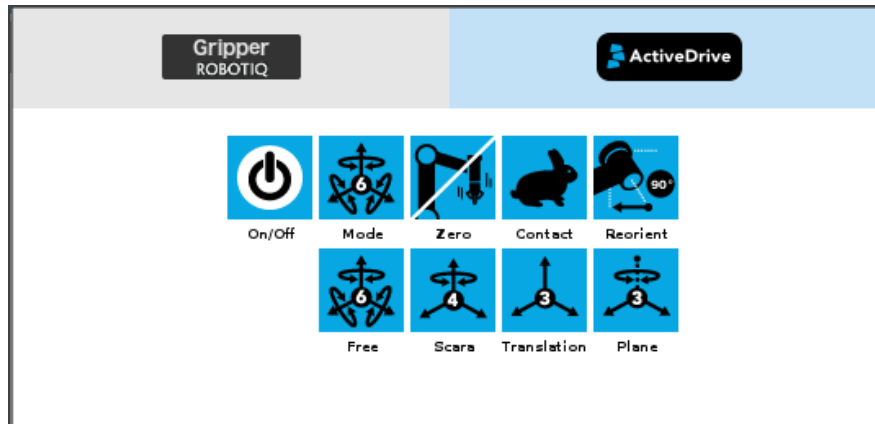 Gripper
ROBOTIQ
ActiveDrive
6
90°
On/Off Mode Zero Contact Reorient
6 4 3 3
Free Scara Translation Plane